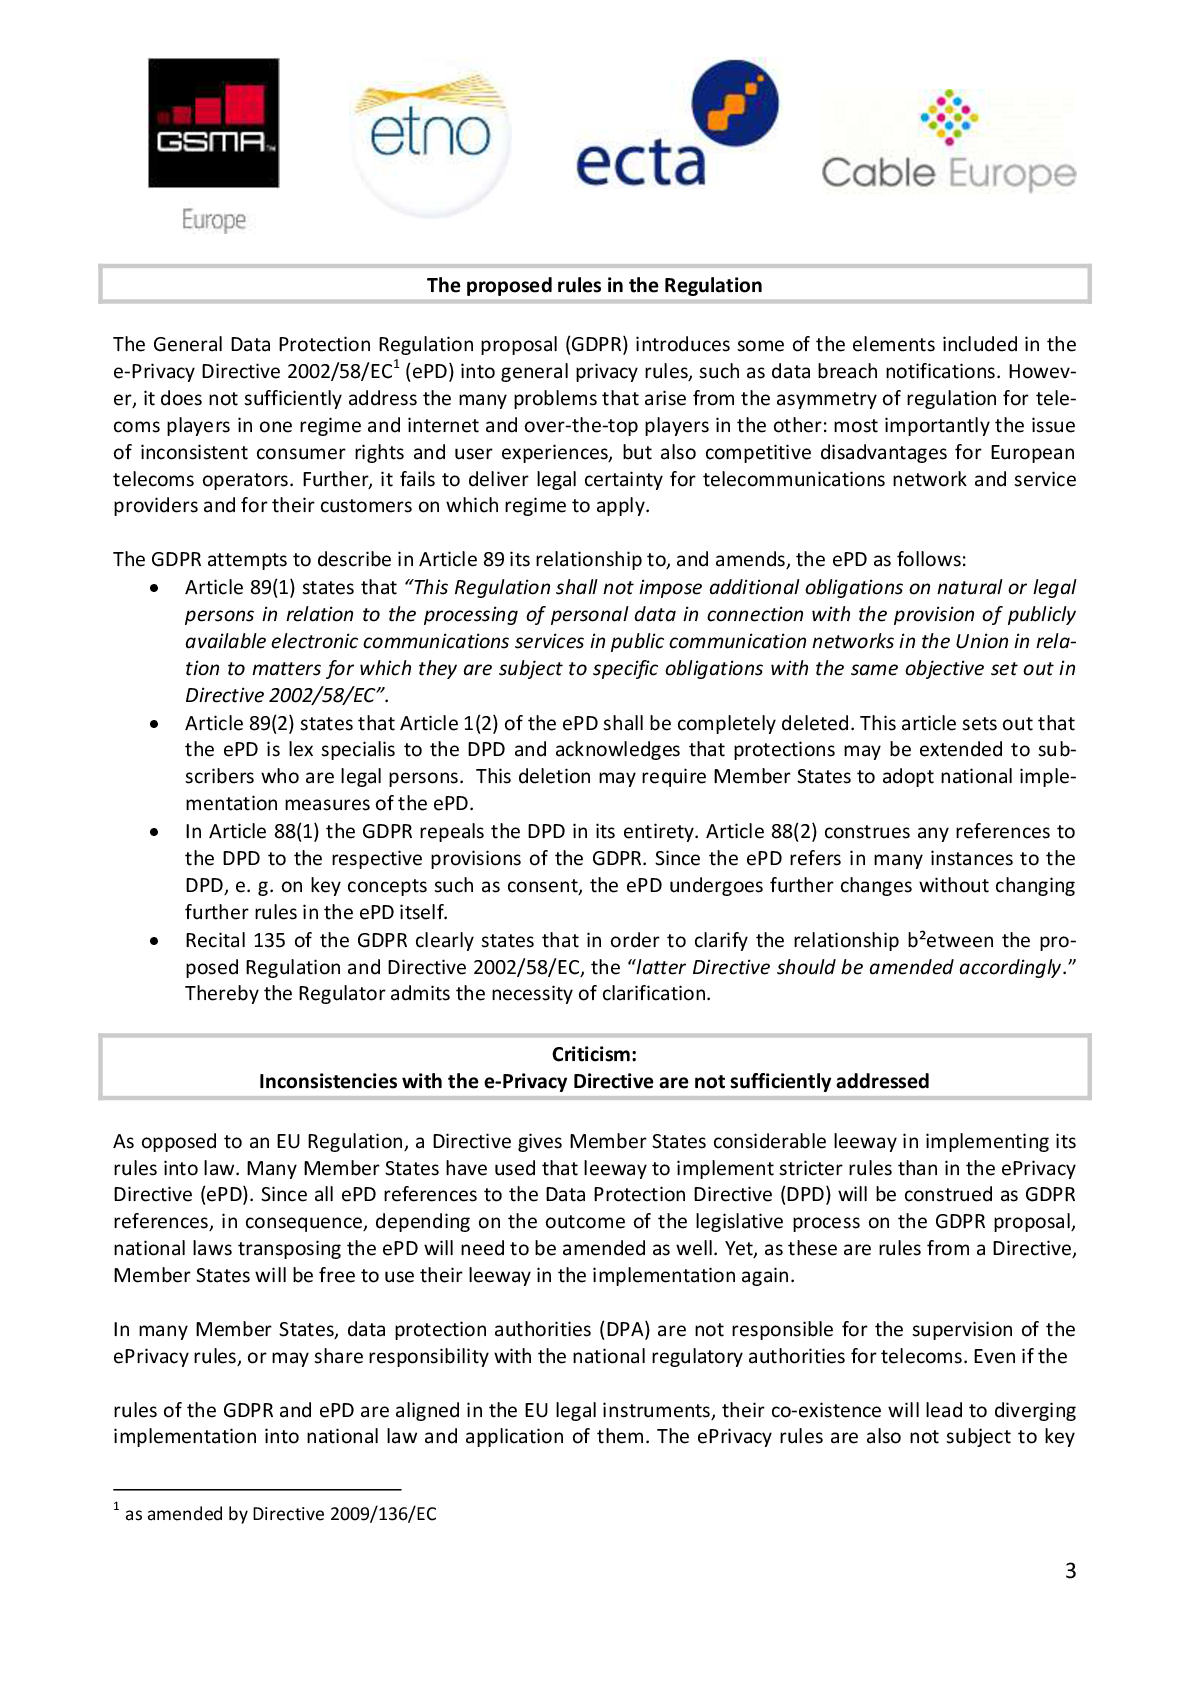 GSMA™
Europe
etno
ecta
Cable Europe
The proposed rules in the Regulation
The General Data Protection Regulation proposal (GDPR) introduces some of the elements included in the
e-Privacy Directive 2002/58/EC¹ (ePD) into general privacy rules, such as data breach notifications. Howev-
er, it does not sufficiently address the many problems that arise from the asymmetry of regulation for tele-
coms players in one regime and internet and over-the-top players in the other: most importantly the issue
of inconsistent consumer rights and user experiences, but also competitive disadvantages for European
telecoms operators. Further, it fails to deliver legal certainty for telecommunications network and service
providers and for their customers on which regime to apply.
The GDPR attempts to describe in Article 89 its relationship to, and amends, the ePD as follows:
• Article 89(1) states that “This Regulation shall not impose additional obligations on natural or legal
persons in relation to the processing of personal data in connection with the provision of publicly
available electronic communications services in public communication networks in the Union in rela-
tion to matters for which they are subject to specific obligations with the same objective set out in
Directive 2002/58/EC”.
• Article 89(2) states that Article 1(2) of the ePD shall be completely deleted. This article sets out that
the ePD is lex specialis to the DPD and acknowledges that protections may be extended to sub-
scribers who are legal persons. This deletion may require Member States to adopt national imple-
mentation measures of the ePD.
• In Article 88(1) the GDPR repeals the DPD in its entirety. Article 88(2) construes any references to
the DPD to the respective provisions of the GDPR. Since the ePD refers in many instances to the
DPD, e. g. on key concepts such as consent, the ePD undergoes further changes without changing
further rules in the ePD itself.
• Recital 135 of the GDPR clearly states that in order to clarify the relationship b²etween the pro-
posed Regulation and Directive 2002/58/EC, the “latter Directive should be amended accordingly.”
Thereby the Regulator admits the necessity of clarification.
Criticism:
Inconsistencies with the e-Privacy Directive are not sufficiently addressed
As opposed to an EU Regulation, a Directive gives Member States considerable leeway in implementing its
rules into law. Many Member States have used that leeway to implement stricter rules than in the ePrivacy
Directive (ePD). Since all ePD references to the Data Protection Directive (DPD) will be construed as GDPR
references, in consequence, depending on the outcome of the legislative process on the GDPR proposal,
national laws transposing the ePD will need to be amended as well. Yet, as these are rules from a Directive,
Member States will be free to use their leeway in the implementation again.
In many Member States, data protection authorities (DPA) are not responsible for the supervision of the
ePrivacy rules, or may share responsibility with the national regulatory authorities for telecoms. Even if the
rules of the GDPR and ePD are aligned in the EU legal instruments, their co-existence will lead to diverging
implementation into national law and application of them. The ePrivacy rules are also not subject to key
¹ as amended by Directive 2009/136/EC
3